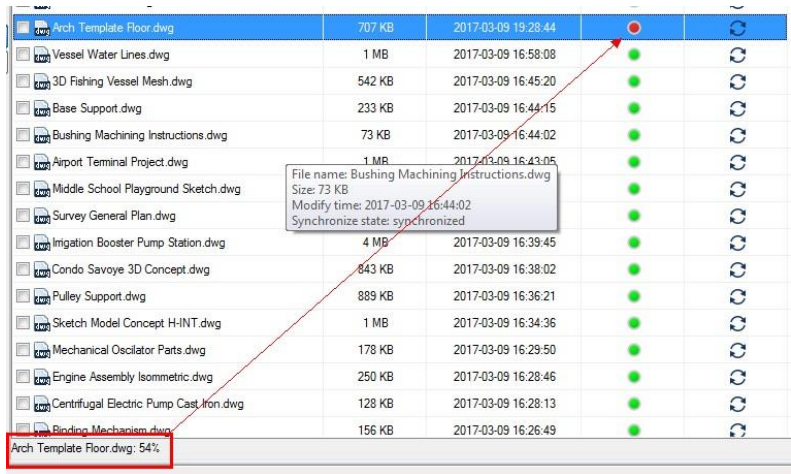 Arch Template Floor.dwg 707 KB 2017-03-09 19:28:44
Vessel Water Lines.dwg 1 MB 2017-03-09 16:58:08
3D Fishing Vessel Mesh.dwg 542 KB 2017-03-09 16:45:20
Base Support.dwg 233 KB 2017-03-09 16:44:15
Bushing Machining Instructions.dwg 73 KB 2017-03-09 16:44:02
Airport Terminal Project.dwg 1 MB 2017-03-09 16:43:05
File name: Bushing Machining Instructions.dwg
Middle School Playground Sketch.dwg Size: 73 KB
Modify time: 2017-03-09 16:44:02
Survey General Plan.dwg Synchronize state: synchronized
Irrigation Booster Pump Station.dwg 4 MB 2017-03-09 16:39:45
Condo Savoye 3D Concept.dwg 843 KB 2017-03-09 16:38:02
Pulley Support.dwg 889 KB 2017-03-09 16:36:21
Sketch Model Concept H-INT.dwg 1 MB 2017-03-09 16:34:36
Mechanical Oscilator Parts.dwg 178 KB 2017-03-09 16:29:50
Engine Assembly Isommetric.dwg 250 KB 2017-03-09 16:28:46
Centrifugal Electric Pump Cast Iron.dwg 128 KB 2017-03-09 16:28:13
Binding Mechanism.dwg 156 KB 2017-03-09 16:26:49
Arch Template Floor.dwg: 54%